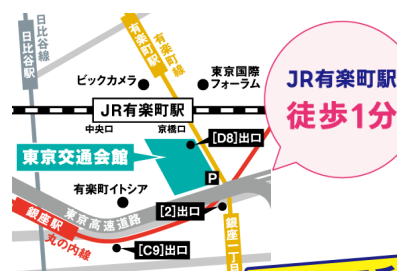 日比谷線
日比谷駅
有楽町駅
有楽町線
ビックカメラ
東京国際
フォーラム
JR有楽町駅
中央口
京橋口
[D8]出口
東京交通会館
P
有楽町イトシア
東京高速道路
[2]出口
銀座駅
丸の内線
[C9]出口
銀座一丁目
JR有楽町駅
徒歩1分